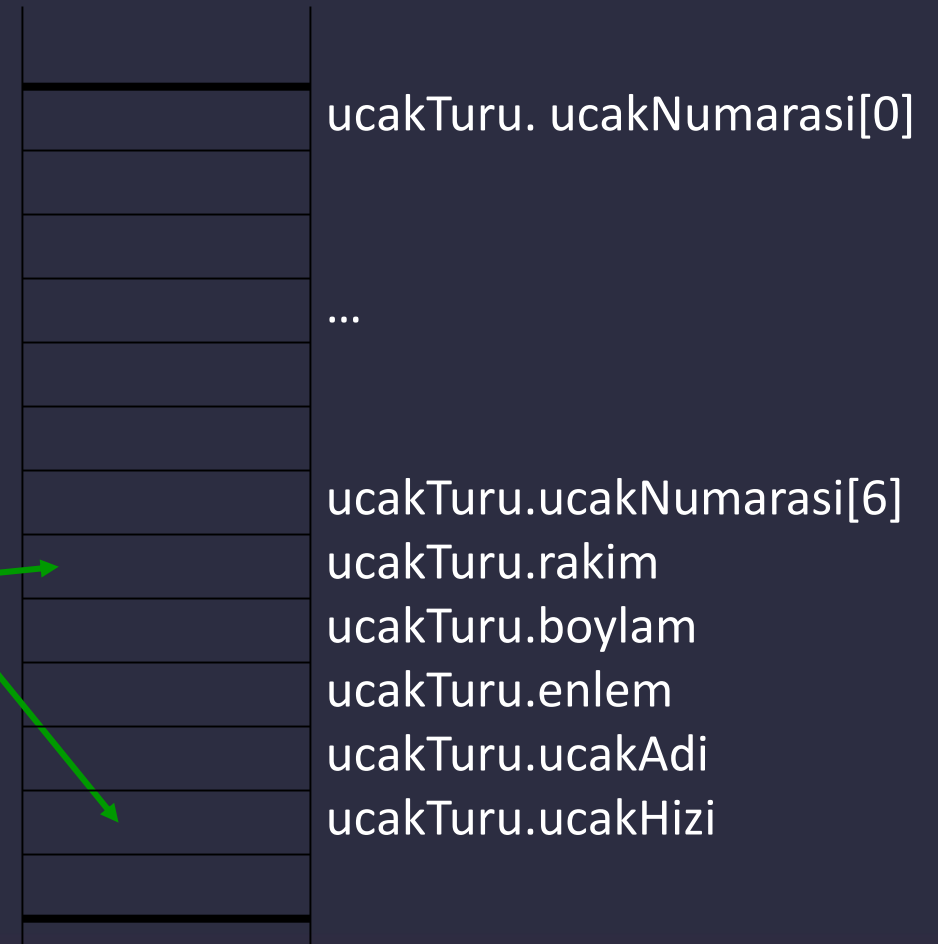 ucakTuru. ucakNumarasi[0]
...
ucakTuru.ucakNumarasi[6]
ucakTuru.rakim
ucakTuru.boylam
ucakTuru.enlem
ucakTuru.ucakAdi
ucakTuru.ucakHizi